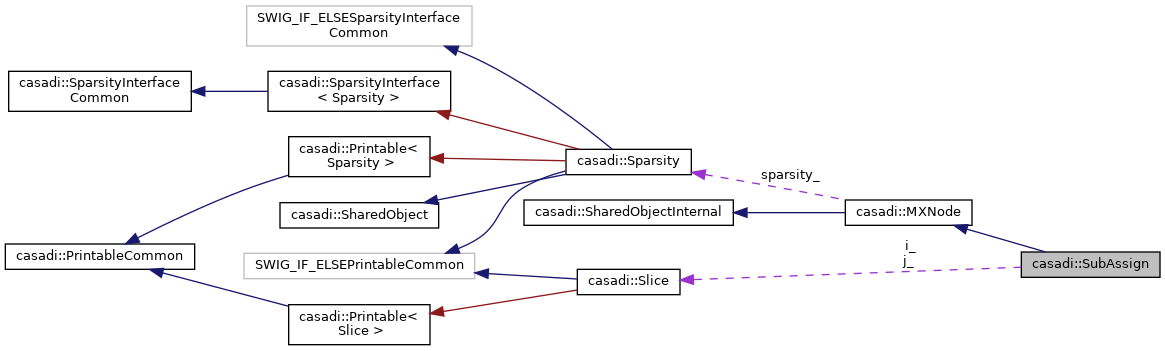 SWIG_IF_ELSESparsityInterface
Common
casadi::SparsityInterface
Common
casadi::SparsityInterface
< Sparsity >
casadi::Printable<
Sparsity >
casadi::Sparsity
sparsity_
casadi::SharedObject
casadi::SharedObjectInternal
casadi::MXNode
casadi::PrintableCommon
SWIG_IF_ELSEPrintableCommon
i_
j_
casadi::SubAssign
casadi::Slice
casadi::Printable<
Slice >